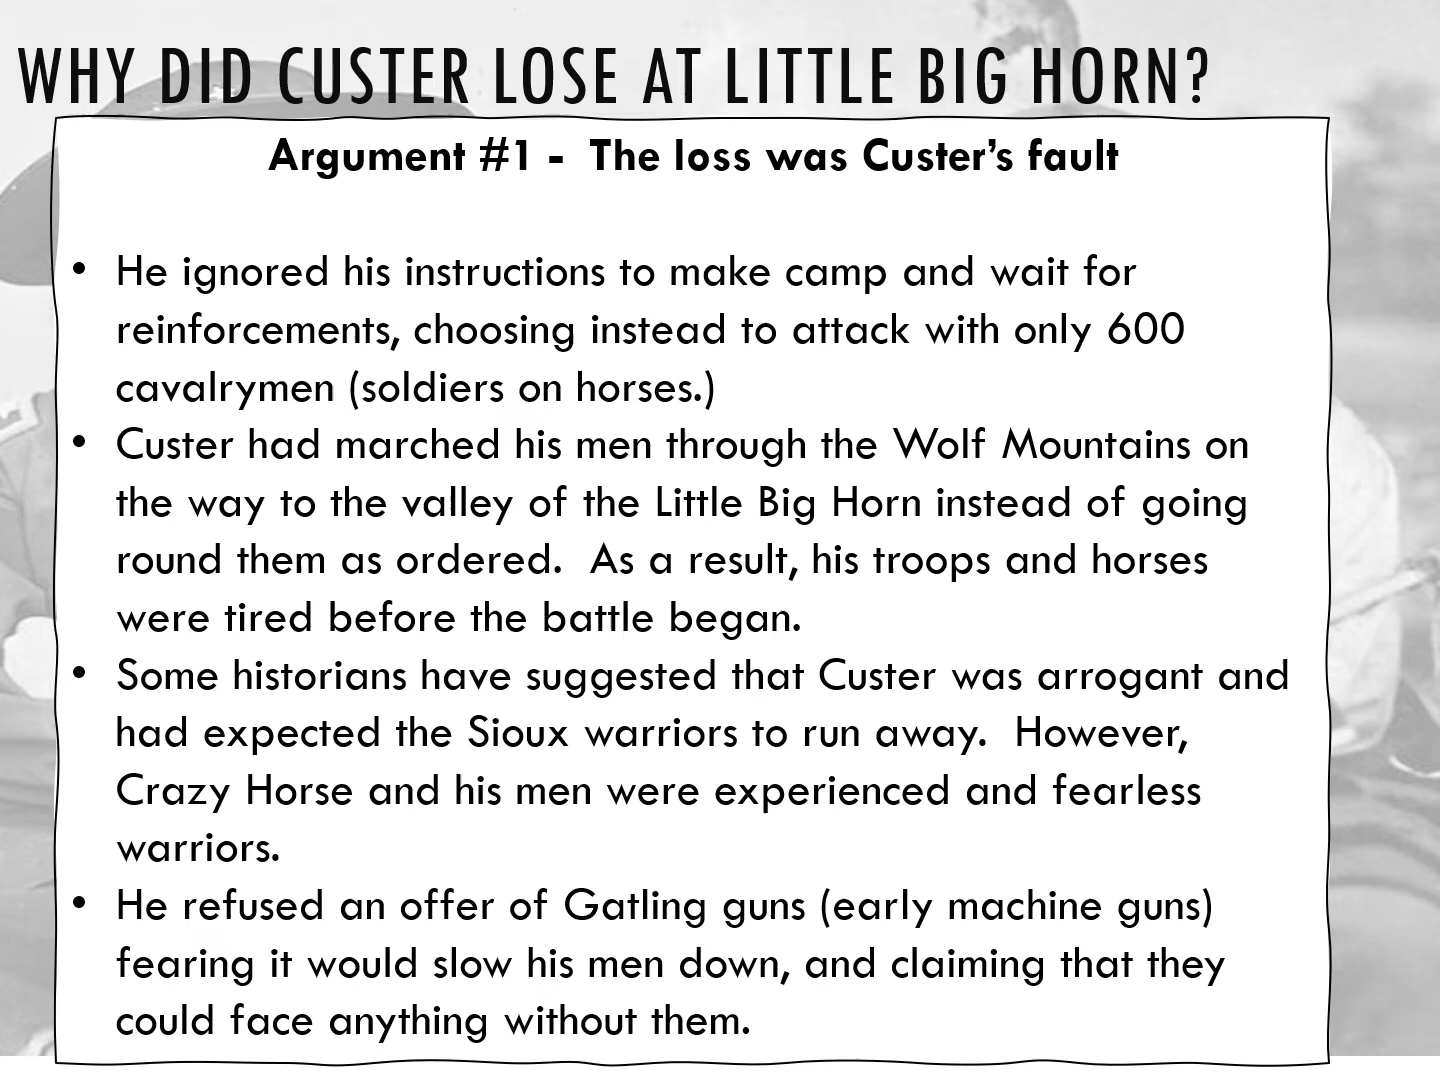 WHY DID CUSTER LOSE AT LITTLE BIG HORN?
Argument #1 -  The loss was Custer’s fault
• He ignored his instructions to make camp and wait for
reinforcements, choosing instead to attack with only 600
cavalrymen (soldiers on horses.)
• Custer had marched his men through the Wolf Mountains on
the way to the valley of the Little Big Horn instead of going
round them as ordered.  As a result, his troops and horses
were tired before the battle began.
• Some historians have suggested that Custer was arrogant and
had expected the Sioux warriors to run away.  However,
Crazy Horse and his men were experienced and fearless
warriors.
• He refused an offer of Gatling guns (early machine guns)
fearing it would slow his men down, and claiming that they
could face anything without them.